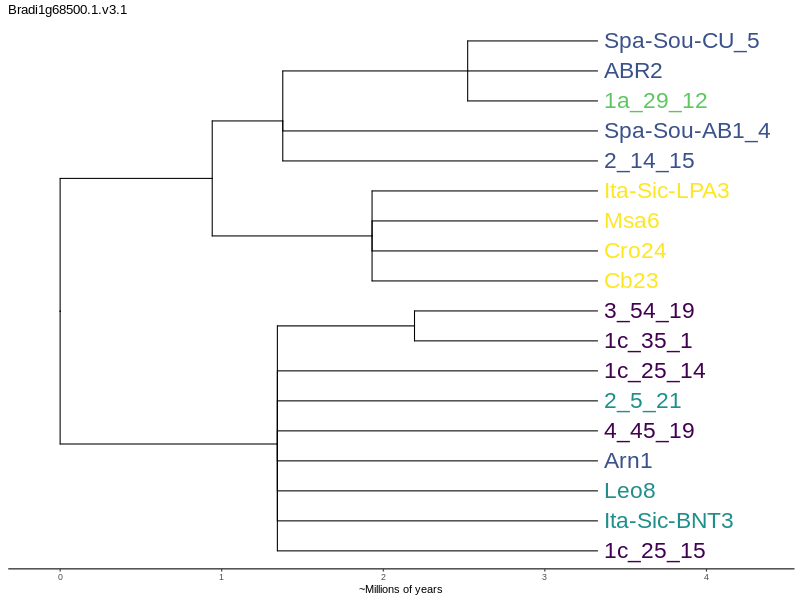 Bradi1g68500.1.v3.1
Spa-Sou-CU_5
ABR2
1a_29_12
Spa-Sou-AB1_4
2_14_15
Ita-Sic-LPA3
Msa6
Cro24
Cb23
3_54_19
1c_35_1
1c_25_14
2_5_21
4_45_19
Arn1
Leo8
Ita-Sic-BNT3
1c_25_15
0 1 2 3 4
~Millions of years